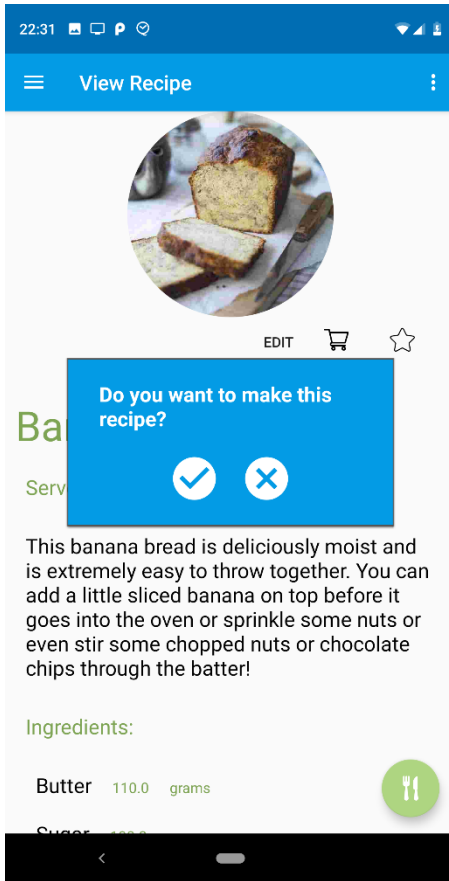 22:31
View Recipe
EDIT
Do you want to make this
recipe?
Ba
Serv
This banana bread is deliciously moist and
is extremely easy to throw together. You can
add a little sliced banana on top before it
goes into the oven or sprinkle some nuts or
even stir some chopped nuts or chocolate
chips through the batter!
Ingredients:
Butter 110.0 grams
Sugar